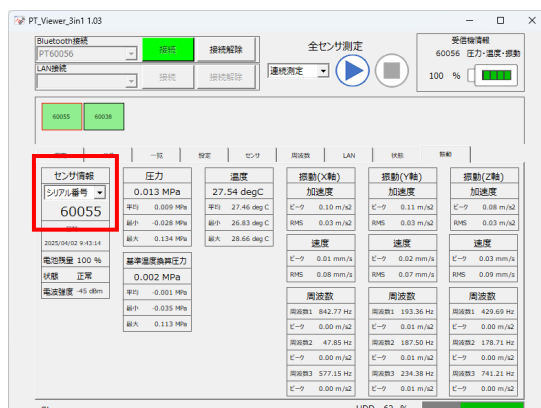 PT_Viewer_3in1 1.03
Bluetooth接続
PT60056 接続 接続解除
LAN接続
接続 接続解除
全センサ測定
連続測定
受信機情報
60056 圧力・温度・振動
100 %
60055 60038
一覧 設定 センサ 周波数 LAN 状態 振動
センサ情報
シリアル番号
60055
2025/04/02 9:43:14
電池残量 100 %
状態 正常
電波強度 -45 dBm
圧力
0.013 MPa
平均 0.009 MPa
最小 -0.028 MPa
最大 0.134 MPa
基準温度換算圧力
0.002 MPa
平均 -0.001 MPa
最小 -0.035 MPa
最大 0.113 MPa
温度
27.54 degC
平均 27.46 deg C
最小 26.83 deg C
最大 28.66 deg C
振動(X軸)
加速度
ピーク 0.10 m/s2
RMS 0.03 m/s2
速度
ピーク 0.01 mm/s
RMS 0.08 mm/s
周波数
周波数1 842.77 Hz
ピーク 0.00 m/s2
周波数2 47.85 Hz
ピーク 0.00 m/s2
周波数3 577.15 Hz
ピーク 0.00 m/s2
振動(Y軸)
加速度
ピーク 0.11 m/s2
RMS 0.03 m/s2
速度
ピーク 0.02 mm/s
RMS 0.07 mm/s
周波数
周波数1 193.36 Hz
ピーク 0.01 m/s2
周波数2 187.50 Hz
ピーク 0.01 m/s2
周波数3 234.38 Hz
ピーク 0.01 m/s2
振動(Z軸)
加速度
ピーク 0.08 m/s2
RMS 0.03 m/s2
速度
ピーク 0.03 mm/s
RMS 0.09 mm/s
周波数
周波数1 429.69 Hz
ピーク 0.00 m/s2
周波数2 178.71 Hz
ピーク 0.00 m/s2
周波数3 741.21 Hz
ピーク 0.00 m/s2
HDD 62 %